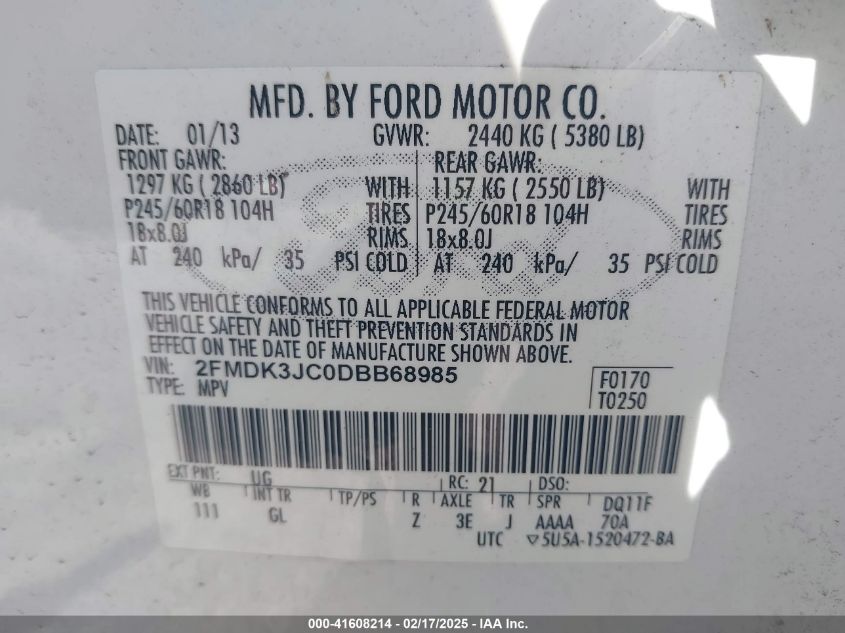 MFD. BY FORD MOTOR CO.
DATE: 01/13 GVWR: 2440 KG ( 5380 LB)
FRONT GAWR: REAR GAWR:
1297 KG ( 2860 LB) WITH 1157 KG ( 2550 LB) WITH
P245/60R18 104H TIRES P245/60R18 104H TIRES
18x8.0J RIMS 18x8.0J RIMS
AT 240 kPa/ 35 PSI COLD AT 240 kPa/ 35 PSI COLD
THIS VEHICLE CONFORMS TO ALL APPLICABLE FEDERAL MOTOR
VEHICLE SAFETY AND THEFT PREVENTION STANDARDS IN
EFFECT ON THE DATE OF MANUFACTURE SHOWN ABOVE.
VIN: 2FMDK3JC0DBB68985 F0170
TYPE: MPV T0250
EXT PNT: UG RC: 21 DSO:
WB INT TR TP/PS R AXLE TR SPR DQ11F
111 GL Z 3E J AAAA 70A
UTC ▽5U5A-1520472-BA
Ford
000-41608214 - 02/17/2025 - IAA Inc.